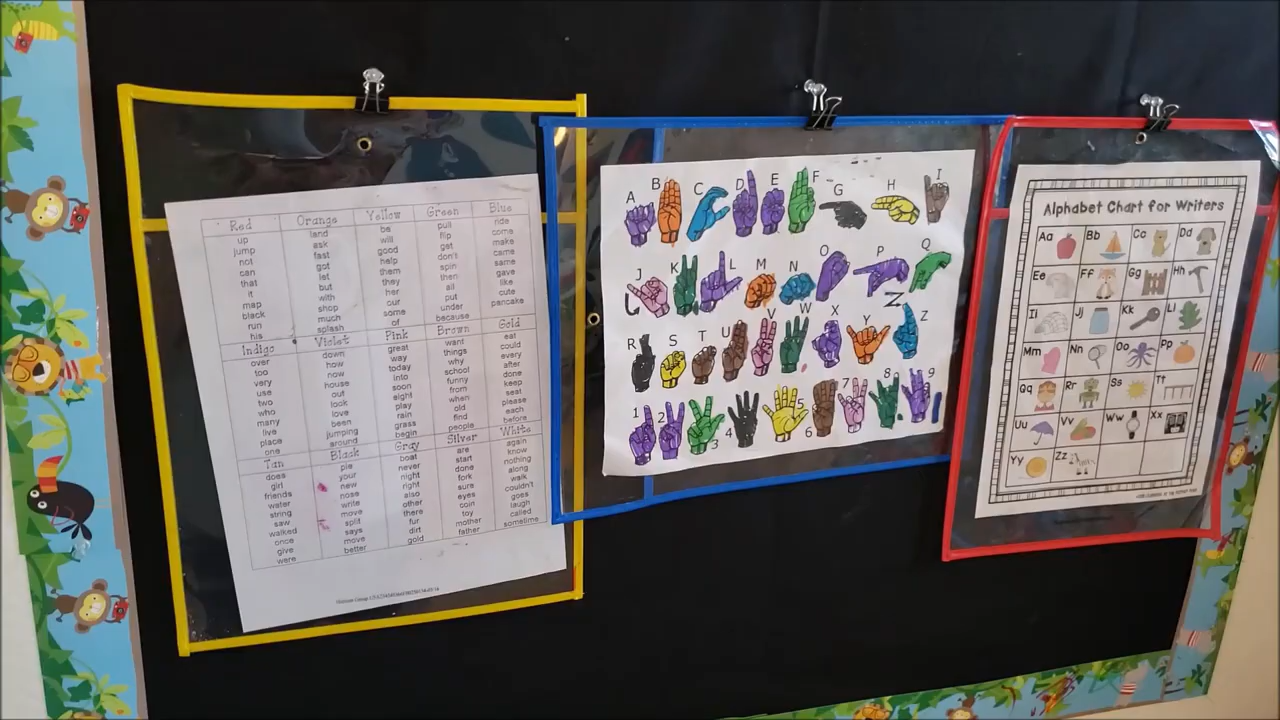 Red Orange Yellow Green Blue
up land be pull ride
jump ask will flip come
not fast good get make
can got help don't came
that let them spin same
it but they then gave
map with her all like
black shop our put cute
run much some under pancake
his splash of because
Indigo Violet Pink Brown Gold
over down great want eat
too how way things could
very now today why every
use house into school after
two out soon funny done
who lock eight from keep
many love play when seat
live been rain old please
place jumping grass find each
one around begin people before
Tan Black Gray Silver White
does pie boat are again
girl your never start know
friends new night done nothing
water nose right fork along
string write also sure walk
saw move other eyes couldn't
walked split there coin goes
once says fur toy laugh
give move dirt mother called
were better gold father sometime
A B C D E F G H I
J K L M N O P Q
R S T U V W X Y Z
Z
1 2 3 4 5 6 7 8 9
Alphabet Chart for Writers
Aa Bb Cc Dd
Ee Ff Gg Hh
Ii Jj Kk Ll
Mm Nn Oo Pp
Qq Rr Ss Tt
Uu Vv Ww Xx
Yy Zz